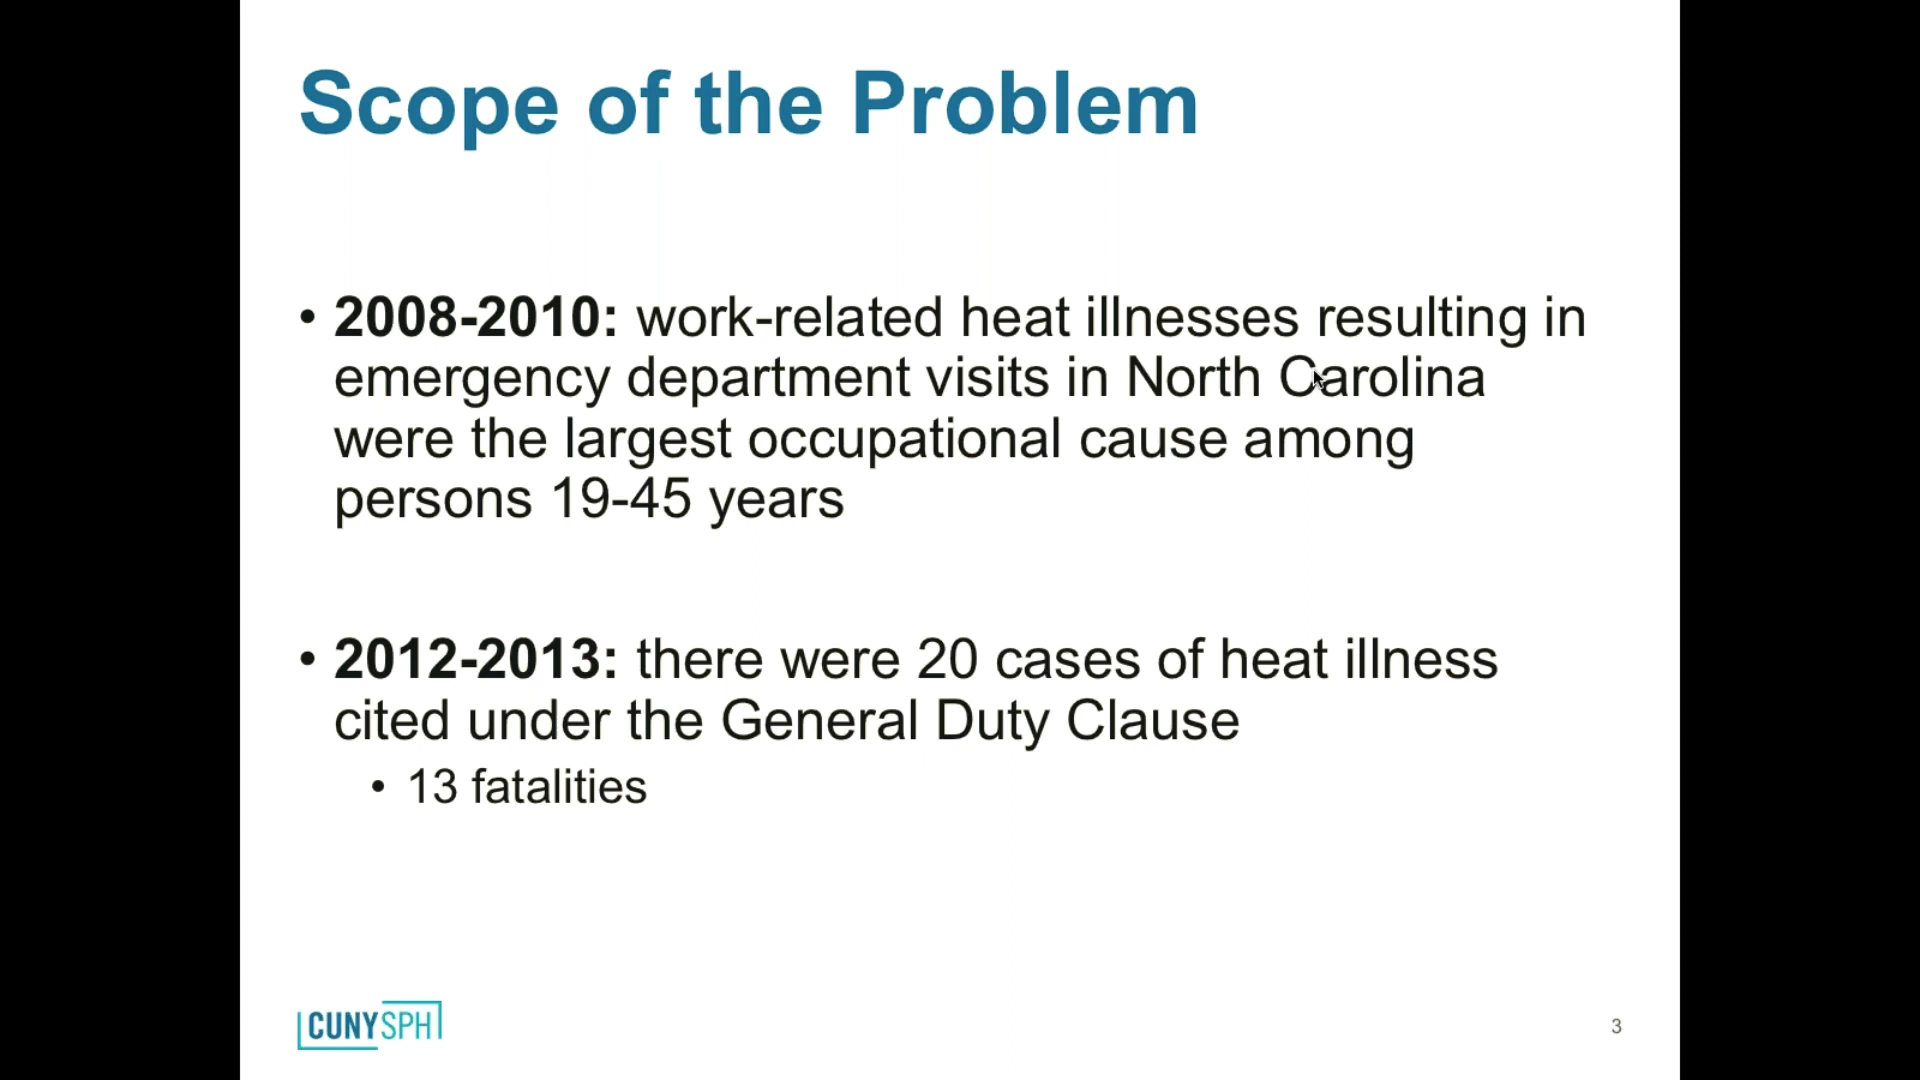 Scope of the Problem
• 2008-2010: work-related heat illnesses resulting in
emergency department visits in North Carolina
were the largest occupational cause among
persons 19-45 years
• 2012-2013: there were 20 cases of heat illness
cited under the General Duty Clause
• 13 fatalities
CUNYSPH
3